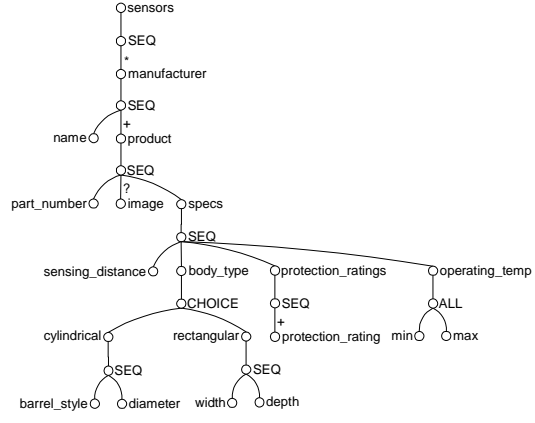 sensors
SEQ
*
manufacturer
SEQ
+
name product
SEQ
?
part_number image specs
SEQ
sensing_distance body_type protection_ratings operating_temp
CHOICE SEQ ALL
+
cylindrical rectangular protection_rating min max
SEQ SEQ
barrel_style diameter width depth